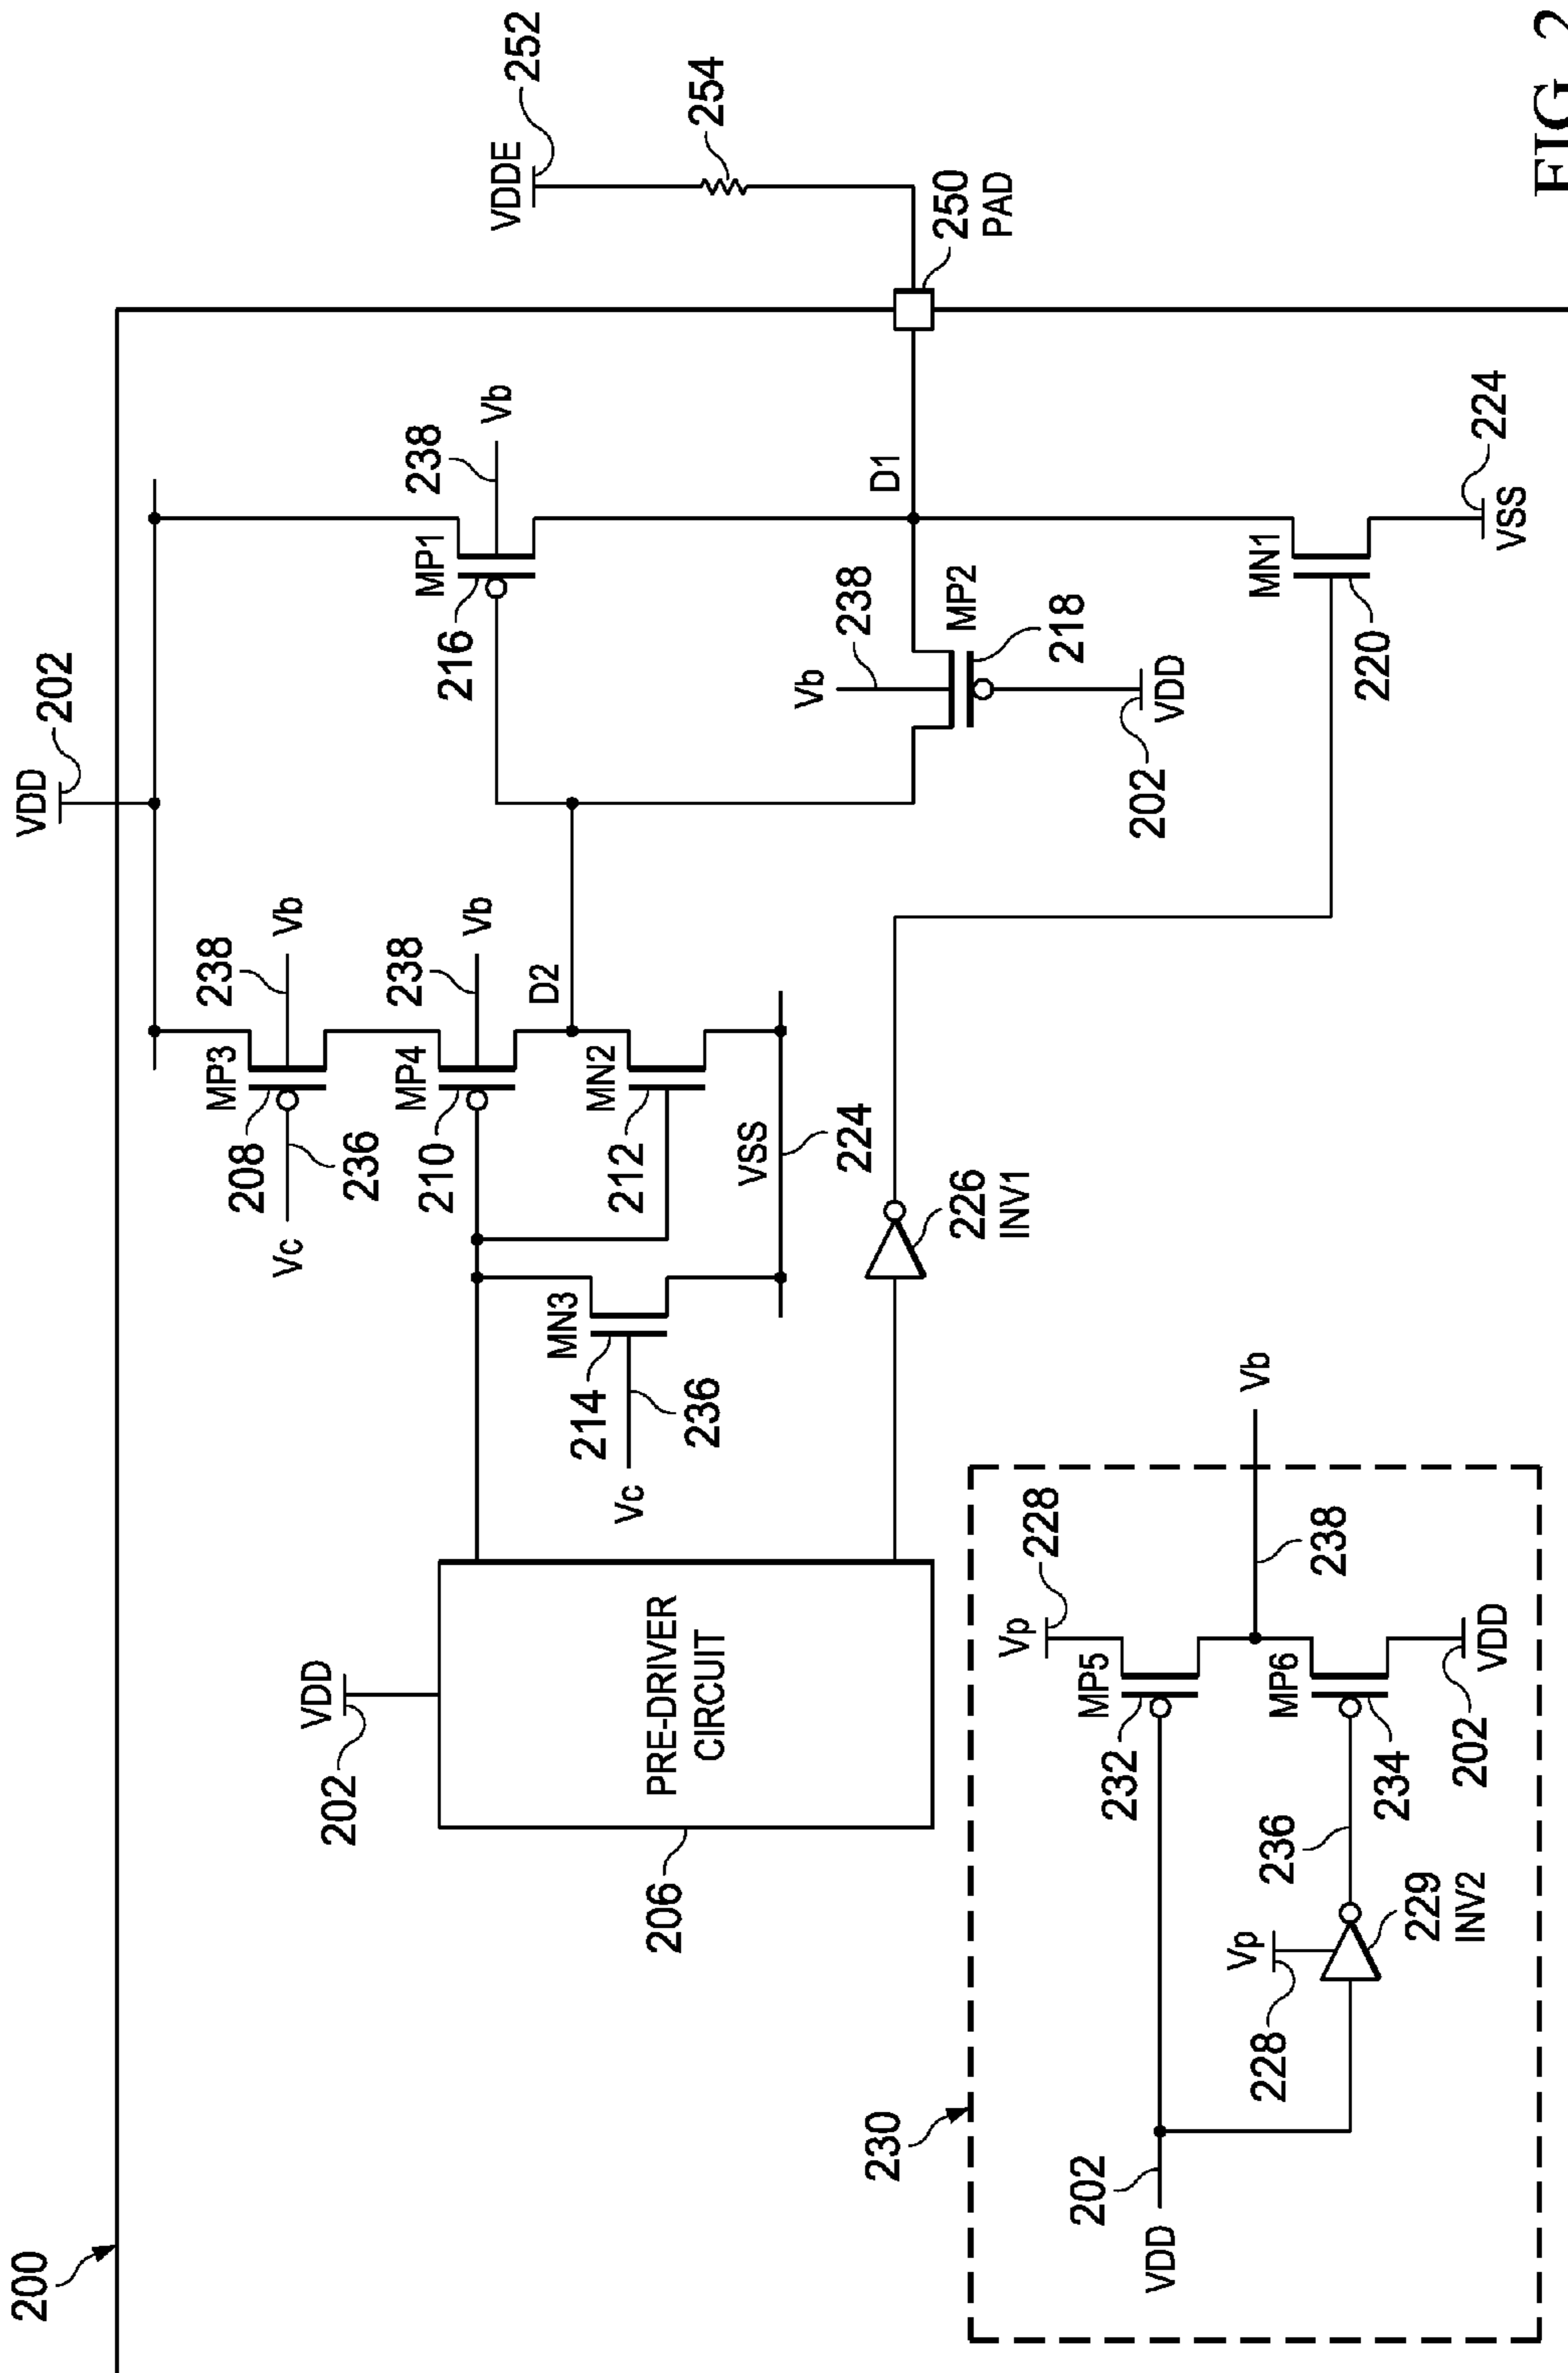 200
VDD
202
VDDE
252
254
250
PAD
MP3
238
Vb
208
Vc
236
MP4
238
Vb
210
D2
MN2
212
VSS
224
MN3
214
Vc
236
MP1
216
238
Vb
D1
Vb
238
MP2
218
VDD
202
MN1
220
224
VSS
VDD
202
PRE-DRIVER
CIRCUIT
206
226
INV1
230
Vp
228
MP5
232
Vb
238
MP6
234
VDD
202
236
Vp
228
229
INV2
202
VDD
FIG. 2